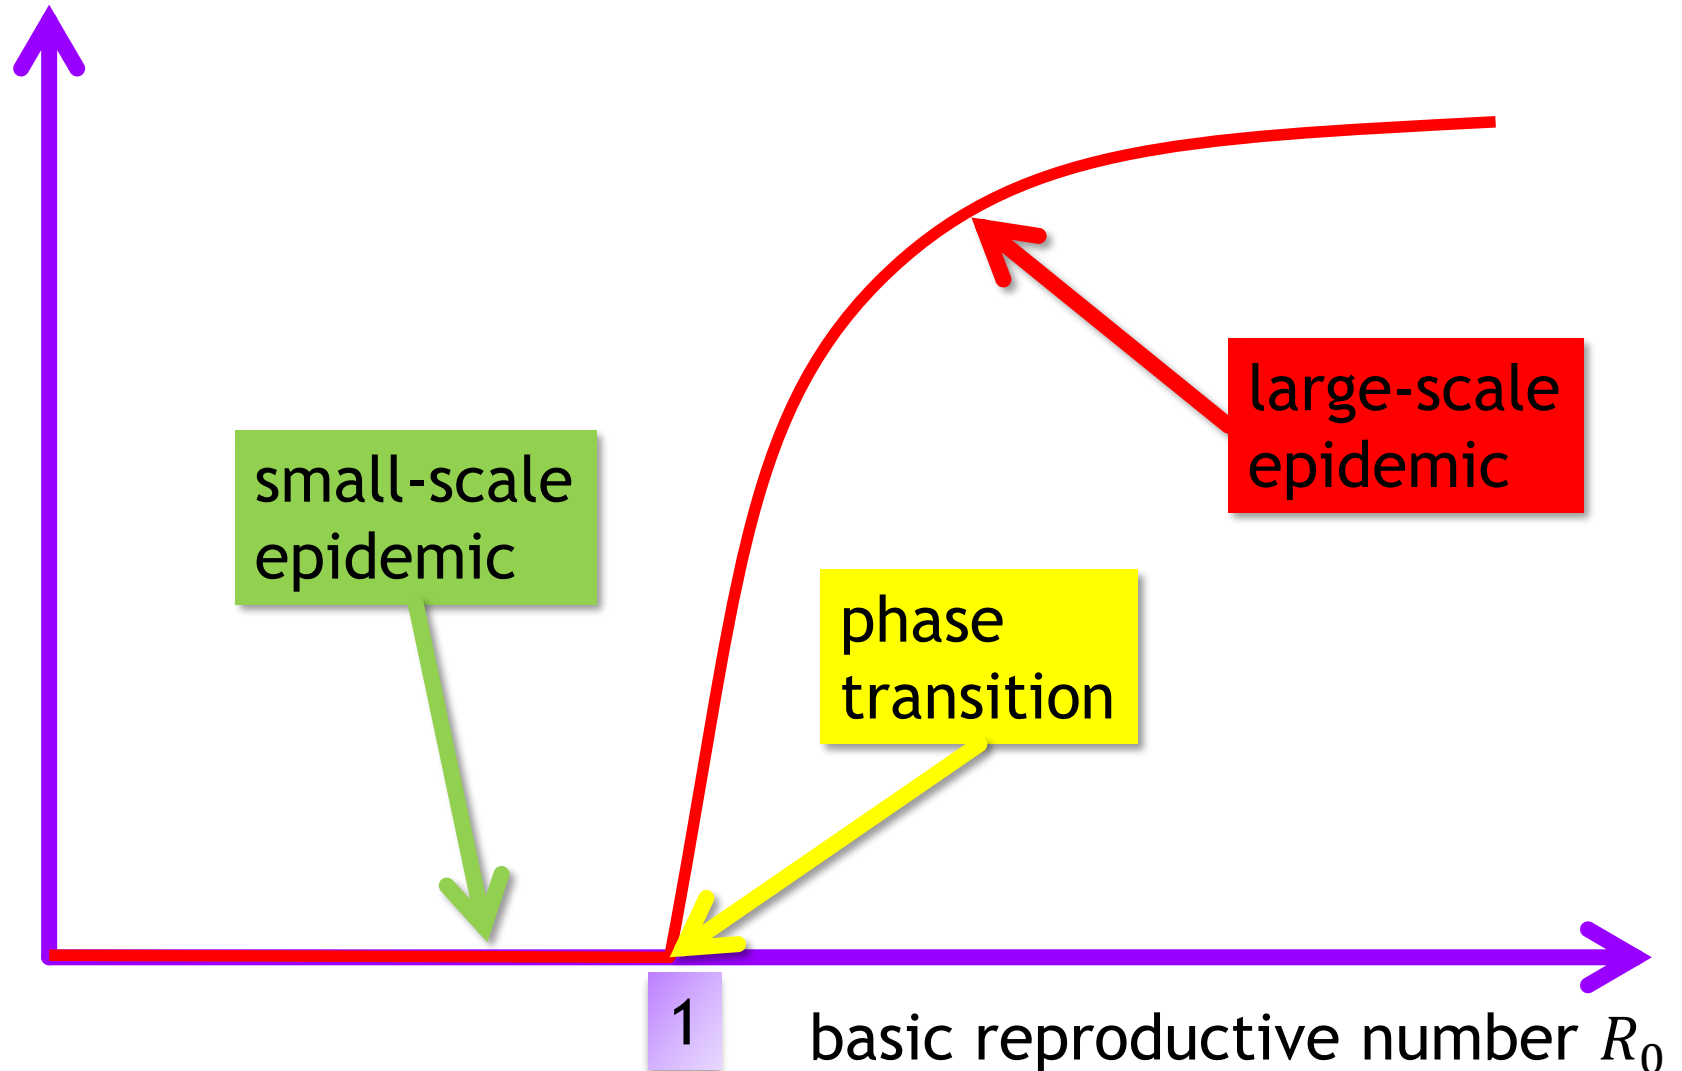 small-scale
epidemic
large-scale
epidemic
phase
transition
1
basic reproductive number R₀